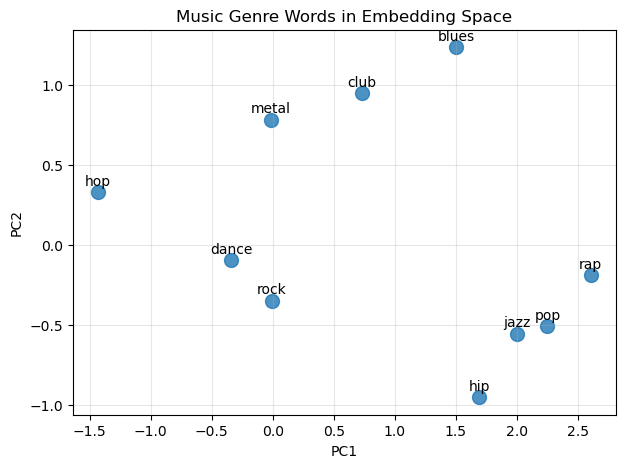 Music Genre Words in Embedding Space
blues
club
metal
hop
dance
rock
rap
pop
jazz
hip
1.0
0.5
0.0
−0.5
−1.0
PC2
−1.5 −1.0 −0.5 0.0 0.5 1.0 1.5 2.0 2.5
PC1